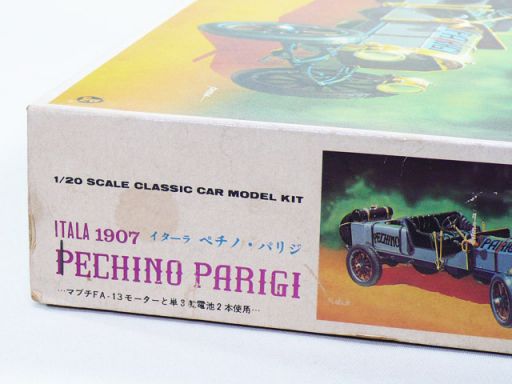 1/20 SCALE CLASSIC CAR MODEL KIT
ITALA 1907 イターラ ペチノ・パリジ
PECHINO PARIGI
…マブチFA-13モーターと単3乾電池2本使用…
PECHINO